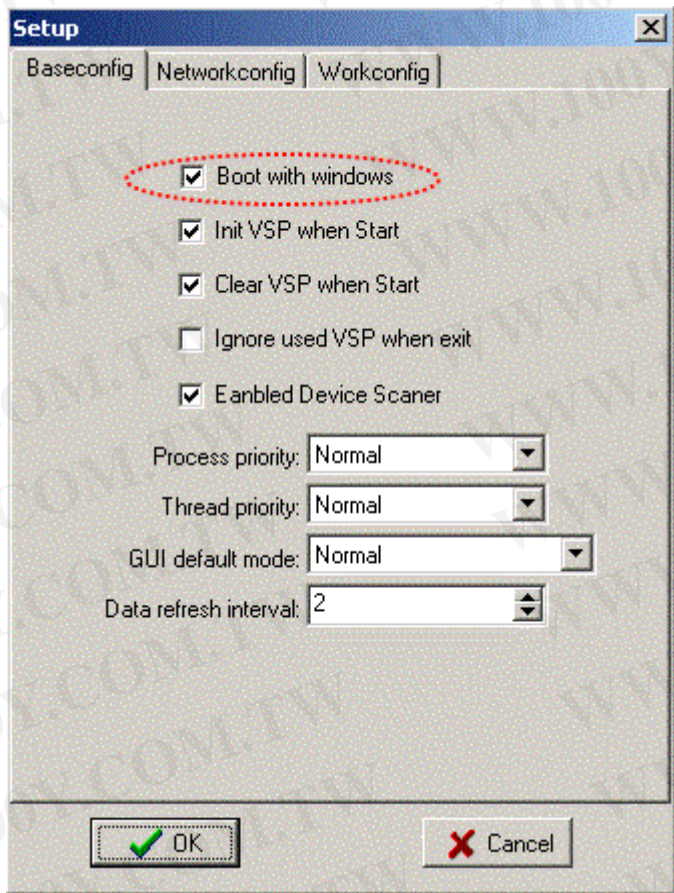 Setup
Baseconfig Networkconfig Workconfig
Boot with windows
Init VSP when Start
Clear VSP when Start
Ignore used VSP when exit
Eanbled Device Scaner
Process priority: Normal
Thread priority: Normal
GUI default mode: Normal
Data refresh interval: 2
OK Cancel